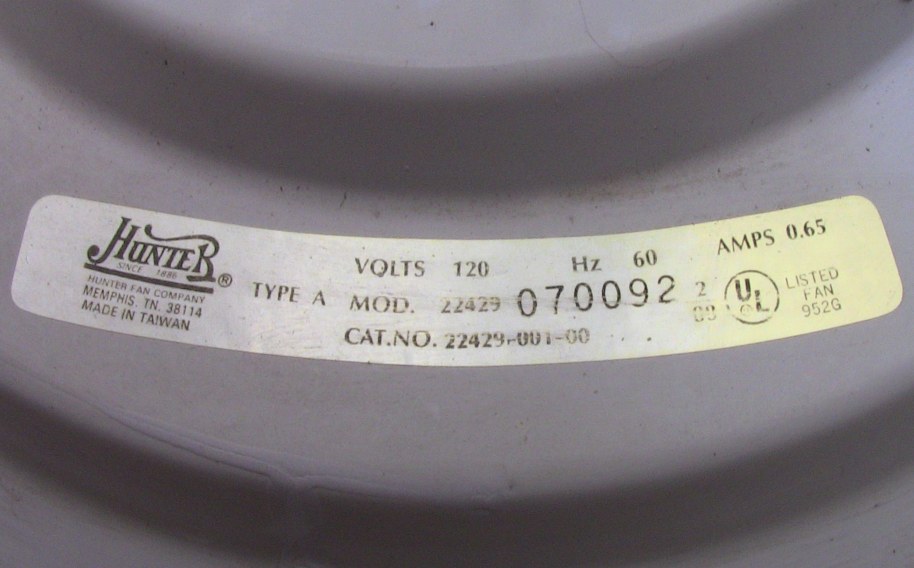 HUNTER®
SINCE 1886
HUNTER FAN COMPANY
MEMPHIS, TN. 38114
MADE IN TAIWAN
TYPE A
VOLTS 120 Hz 60 AMPS 0.65
MOD. 22429 070092 2
CAT.NO. 22429-001-00
UL
LISTED
FAN
952G